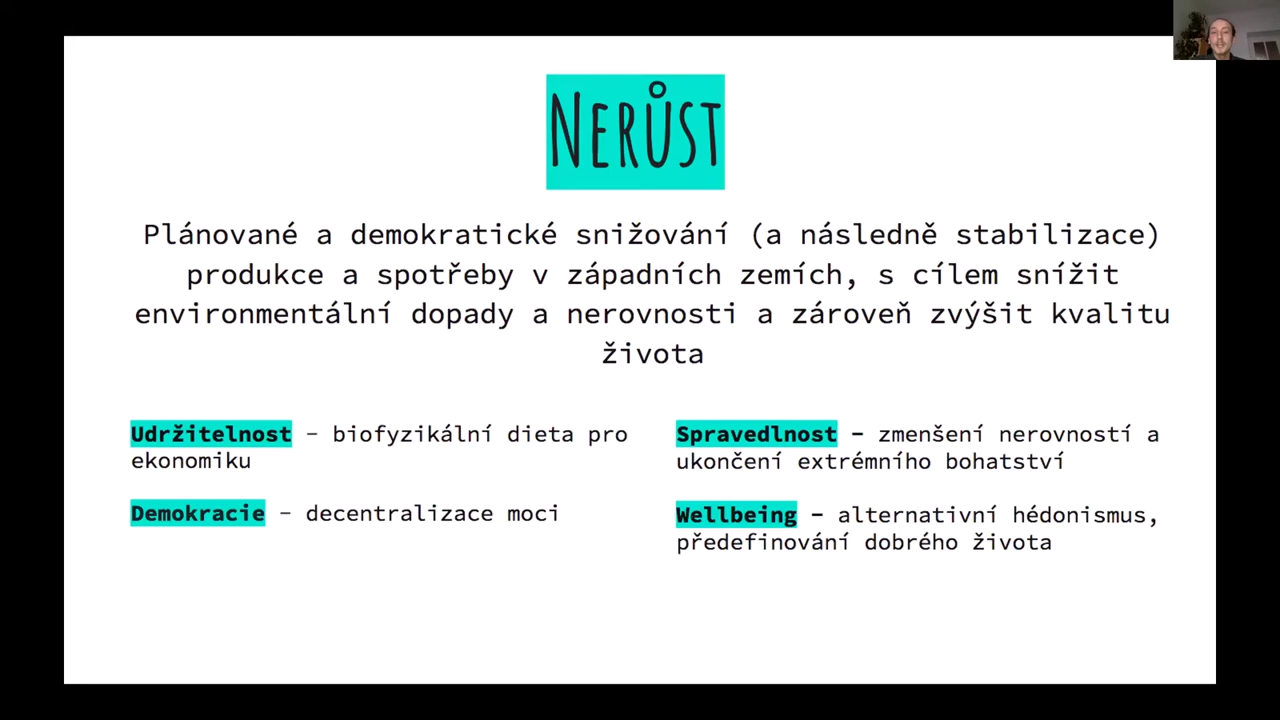 Nerůst
Plánované a demokratické snižování (a následně stabilizace)
produkce a spotřeby v západních zemích, s cílem snížit
environmentální dopady a nerovnosti a zároveň zvýšit kvalitu
života
Udržitelnost – biofyzikální dieta pro
ekonomiku
Demokracie – decentralizace moci
Spravedlnost – zmenšení nerovností a
ukončení extrémního bohatství
Wellbeing – alternativní hédonismus,
předefinování dobrého života